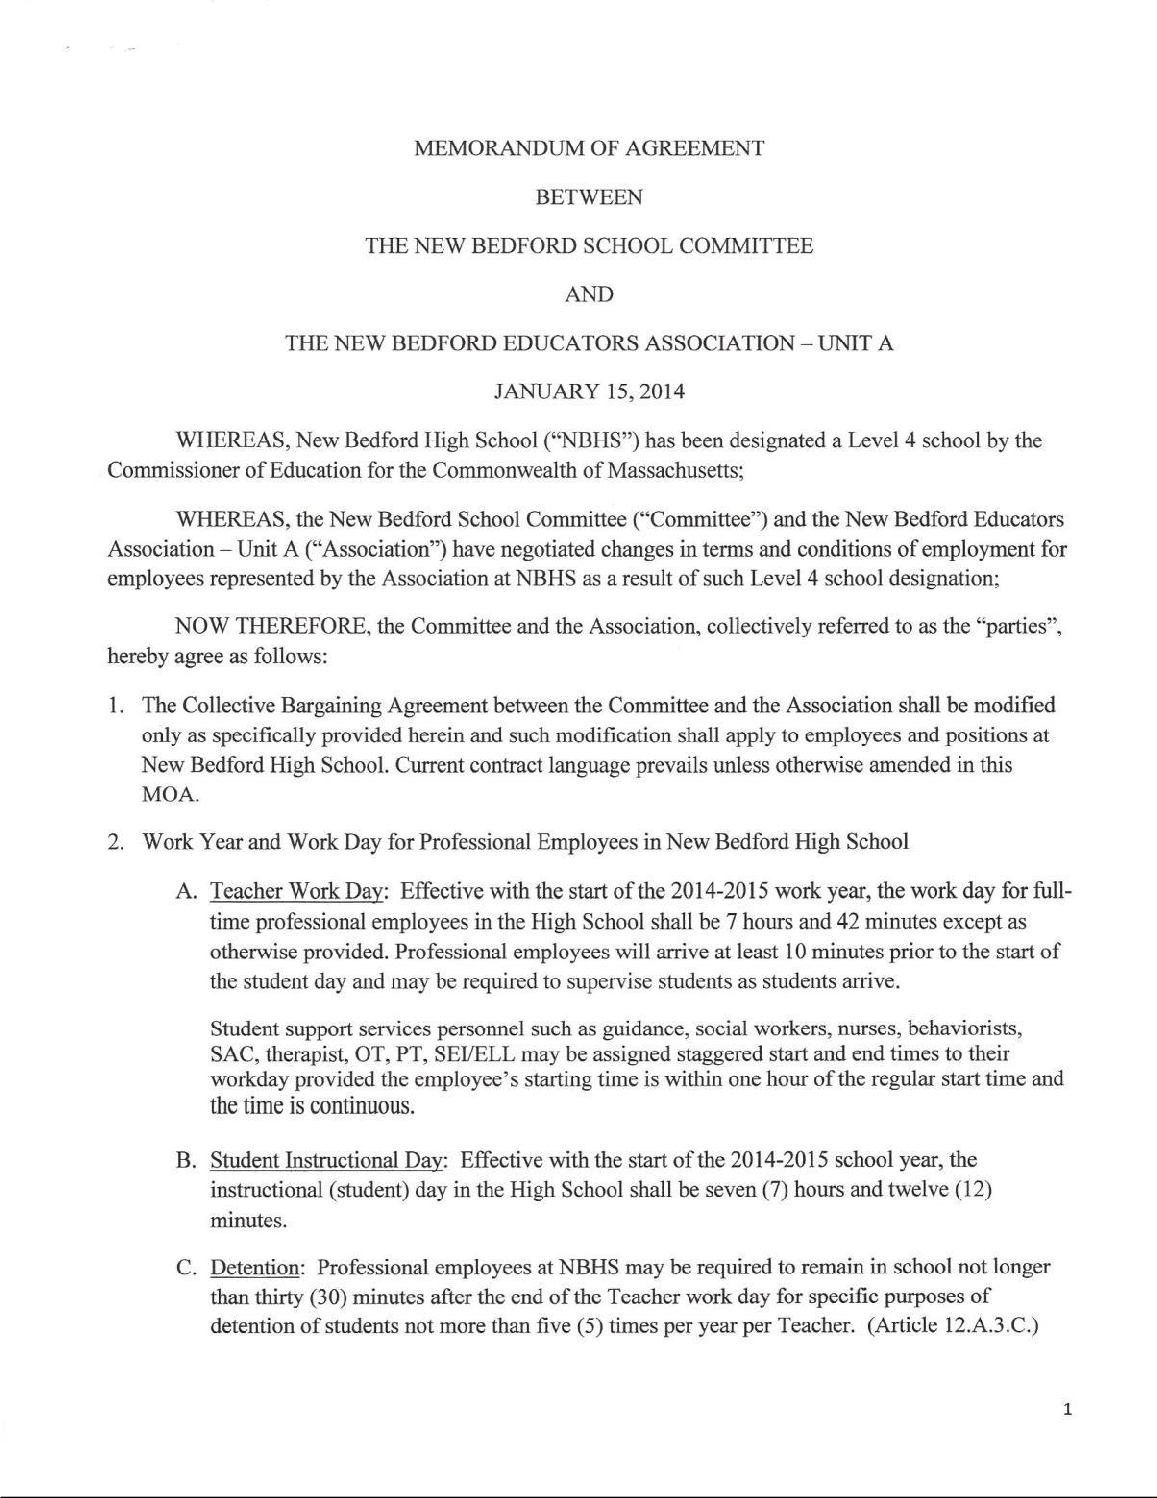 MEMORANDUM OF AGREEMENT
BETWEEN
THE NEW BEDFORD SCHOOL COMMITTEE
AND
THE NEW BEDFORD EDUCATORS ASSOCIATION – UNIT A
JANUARY 15, 2014
WHEREAS, New Bedford High School (“NBHS”) has been designated a Level 4 school by the
Commissioner of Education for the Commonwealth of Massachusetts;
WHEREAS, the New Bedford School Committee (“Committee”) and the New Bedford Educators
Association – Unit A (“Association”) have negotiated changes in terms and conditions of employment for
employees represented by the Association at NBHS as a result of such Level 4 school designation;
NOW THEREFORE, the Committee and the Association, collectively referred to as the “parties”,
hereby agree as follows:
1. The Collective Bargaining Agreement between the Committee and the Association shall be modified
only as specifically provided herein and such modification shall apply to employees and positions at
New Bedford High School. Current contract language prevails unless otherwise amended in this
MOA.
2. Work Year and Work Day for Professional Employees in New Bedford High School
A. Teacher Work Day: Effective with the start of the 2014-2015 work year, the work day for full-
time professional employees in the High School shall be 7 hours and 42 minutes except as
otherwise provided. Professional employees will arrive at least 10 minutes prior to the start of
the student day and may be required to supervise students as students arrive.
Student support services personnel such as guidance, social workers, nurses, behaviorists,
SAC, therapist, OT, PT, SEI/ELL may be assigned staggered start and end times to their
workday provided the employee’s starting time is within one hour of the regular start time and
the time is continuous.
B. Student Instructional Day: Effective with the start of the 2014-2015 school year, the
instructional (student) day in the High School shall be seven (7) hours and twelve (12)
minutes.
C. Detention: Professional employees at NBHS may be required to remain in school not longer
than thirty (30) minutes after the end of the Teacher work day for specific purposes of
detention of students not more than five (5) times per year per Teacher. (Article 12.A.3.C.)
1